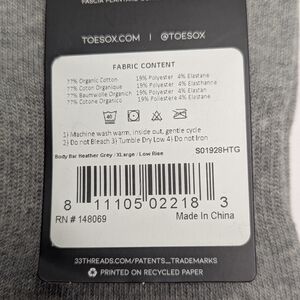 FASCIA PLANTAIRE
TOESOX.COM | @TOESOX
FABRIC CONTENT
77% Organic Cotton 19% Polyester 4% Elastane
77% Coton Organique 19% Polyester 4% Elasthanne
77% Baumwolle Organich 19% Polyester 4% Elastan
77% Cotone Organico 19% Poliestere 4% Elastane
40
1) Machine wash warm, inside out, gentle cycle
2) Do not Bleach 3) Tumble Dry Low 4) Do not Iron
Body Bar Heather Grey / XLarge / Low Rise S01928HTG
8 11105 02218 3
RN # 148069 Made In China
33THREADS.COM/PATENTS_TRADEMARKS
PRINTED ON RECYCLED PAPER